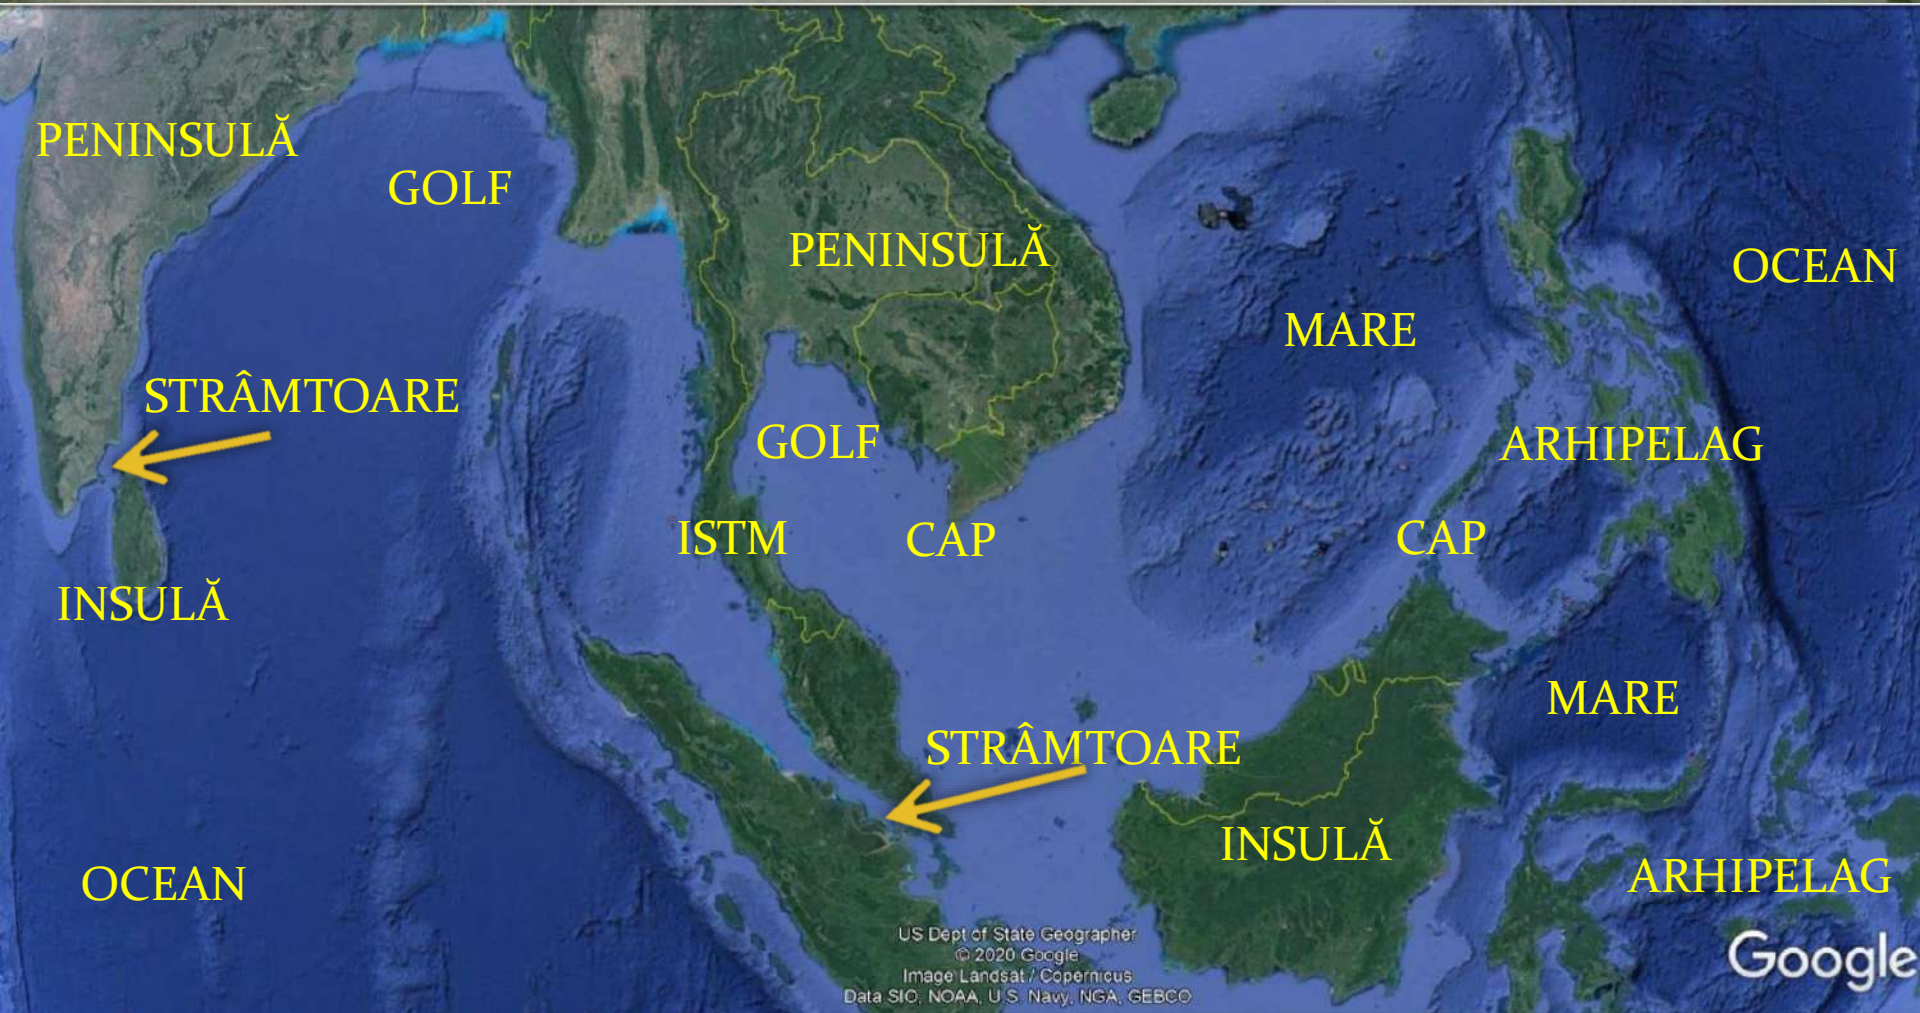 PENINSULĂ
GOLF
PENINSULĂ
OCEAN
MARE
STRÂMTOARE
GOLF
ARHIPELAG
ISTM
CAP
CAP
INSULĂ
MARE
STRÂMTOARE
INSULĂ
OCEAN
ARHIPELAG
US Dept of State Geographer
© 2020 Google
Image Landsat / Copernicus
Data SIO, NOAA, U.S. Navy, NGA, GEBCO
Google